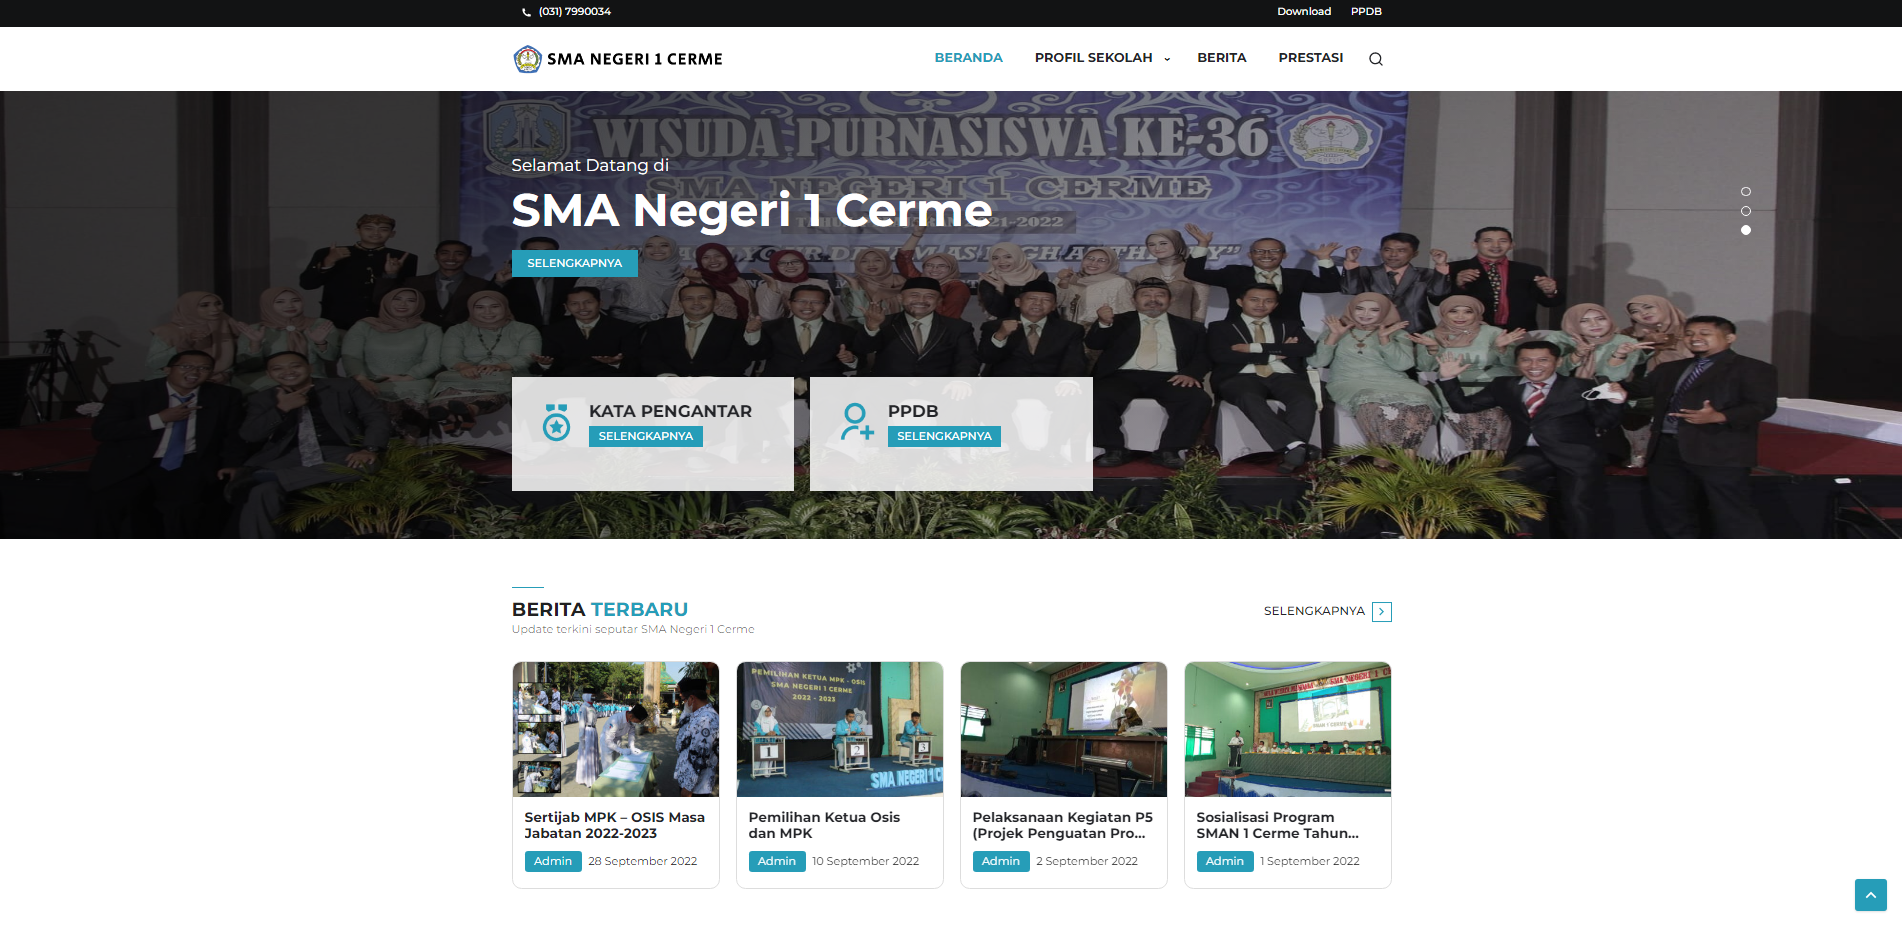 (031) 7990034
Download PPDB
SMA NEGERI 1 CERME
BERANDA PROFIL SEKOLAH BERITA PRESTASI
WISUDA PURNASISWA KE-36
SMA NEGERI 1 CERME
Selamat Datang di
SMA Negeri 1 Cerme
SELENGKAPNYA
KATA PENGANTAR
SELENGKAPNYA
PPDB
SELENGKAPNYA
BERITA TERBARU
Update terkini seputar SMA Negeri 1 Cerme
SELENGKAPNYA
PEMILIHAN KETUA MPK - OSIS
SMA NEGERI 1 CERME
2022 - 2023
1 2 3
SMA NEGERI 1 C
Sertijab MPK – OSIS Masa
Jabatan 2022-2023
Admin 28 September 2022
Pemilihan Ketua Osis
dan MPK
Admin 10 September 2022
Pelaksanaan Kegiatan P5
(Projek Penguatan Pro...
Admin 2 September 2022
Sosialisasi Program
SMAN 1 Cerme Tahun...
Admin 1 September 2022